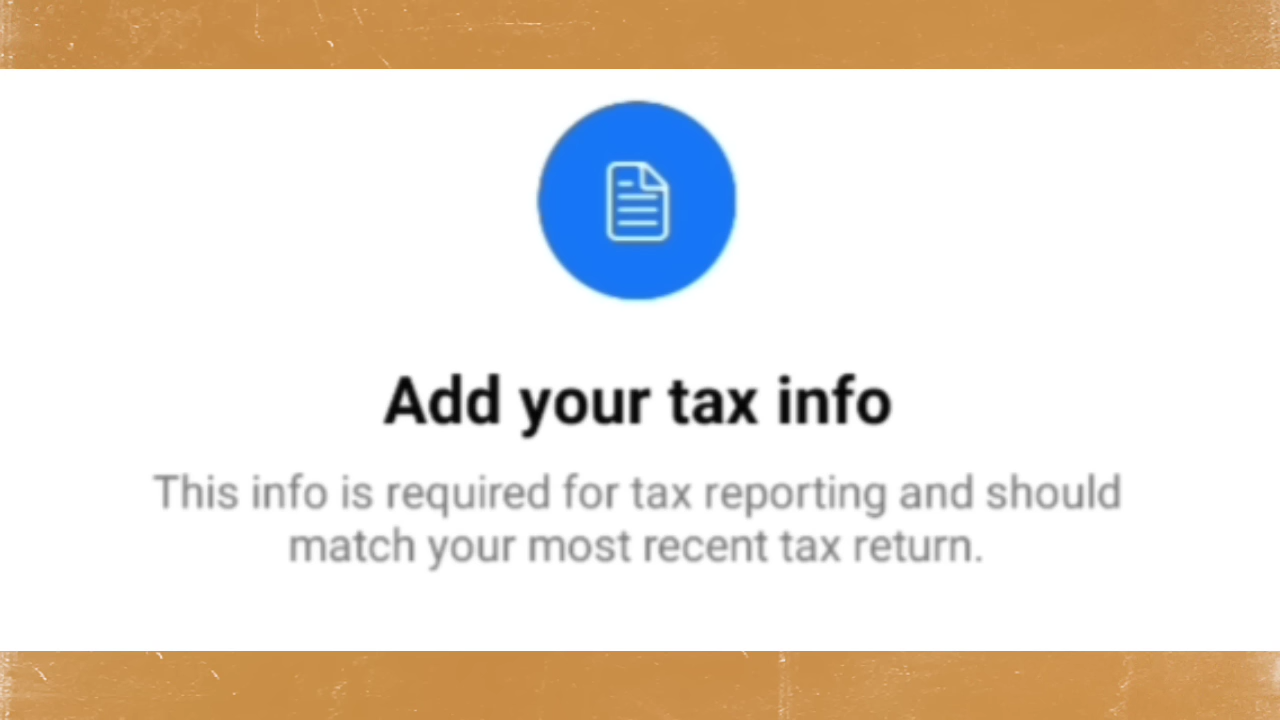 Add your tax info
This info is required for tax reporting and should
match your most recent tax return.